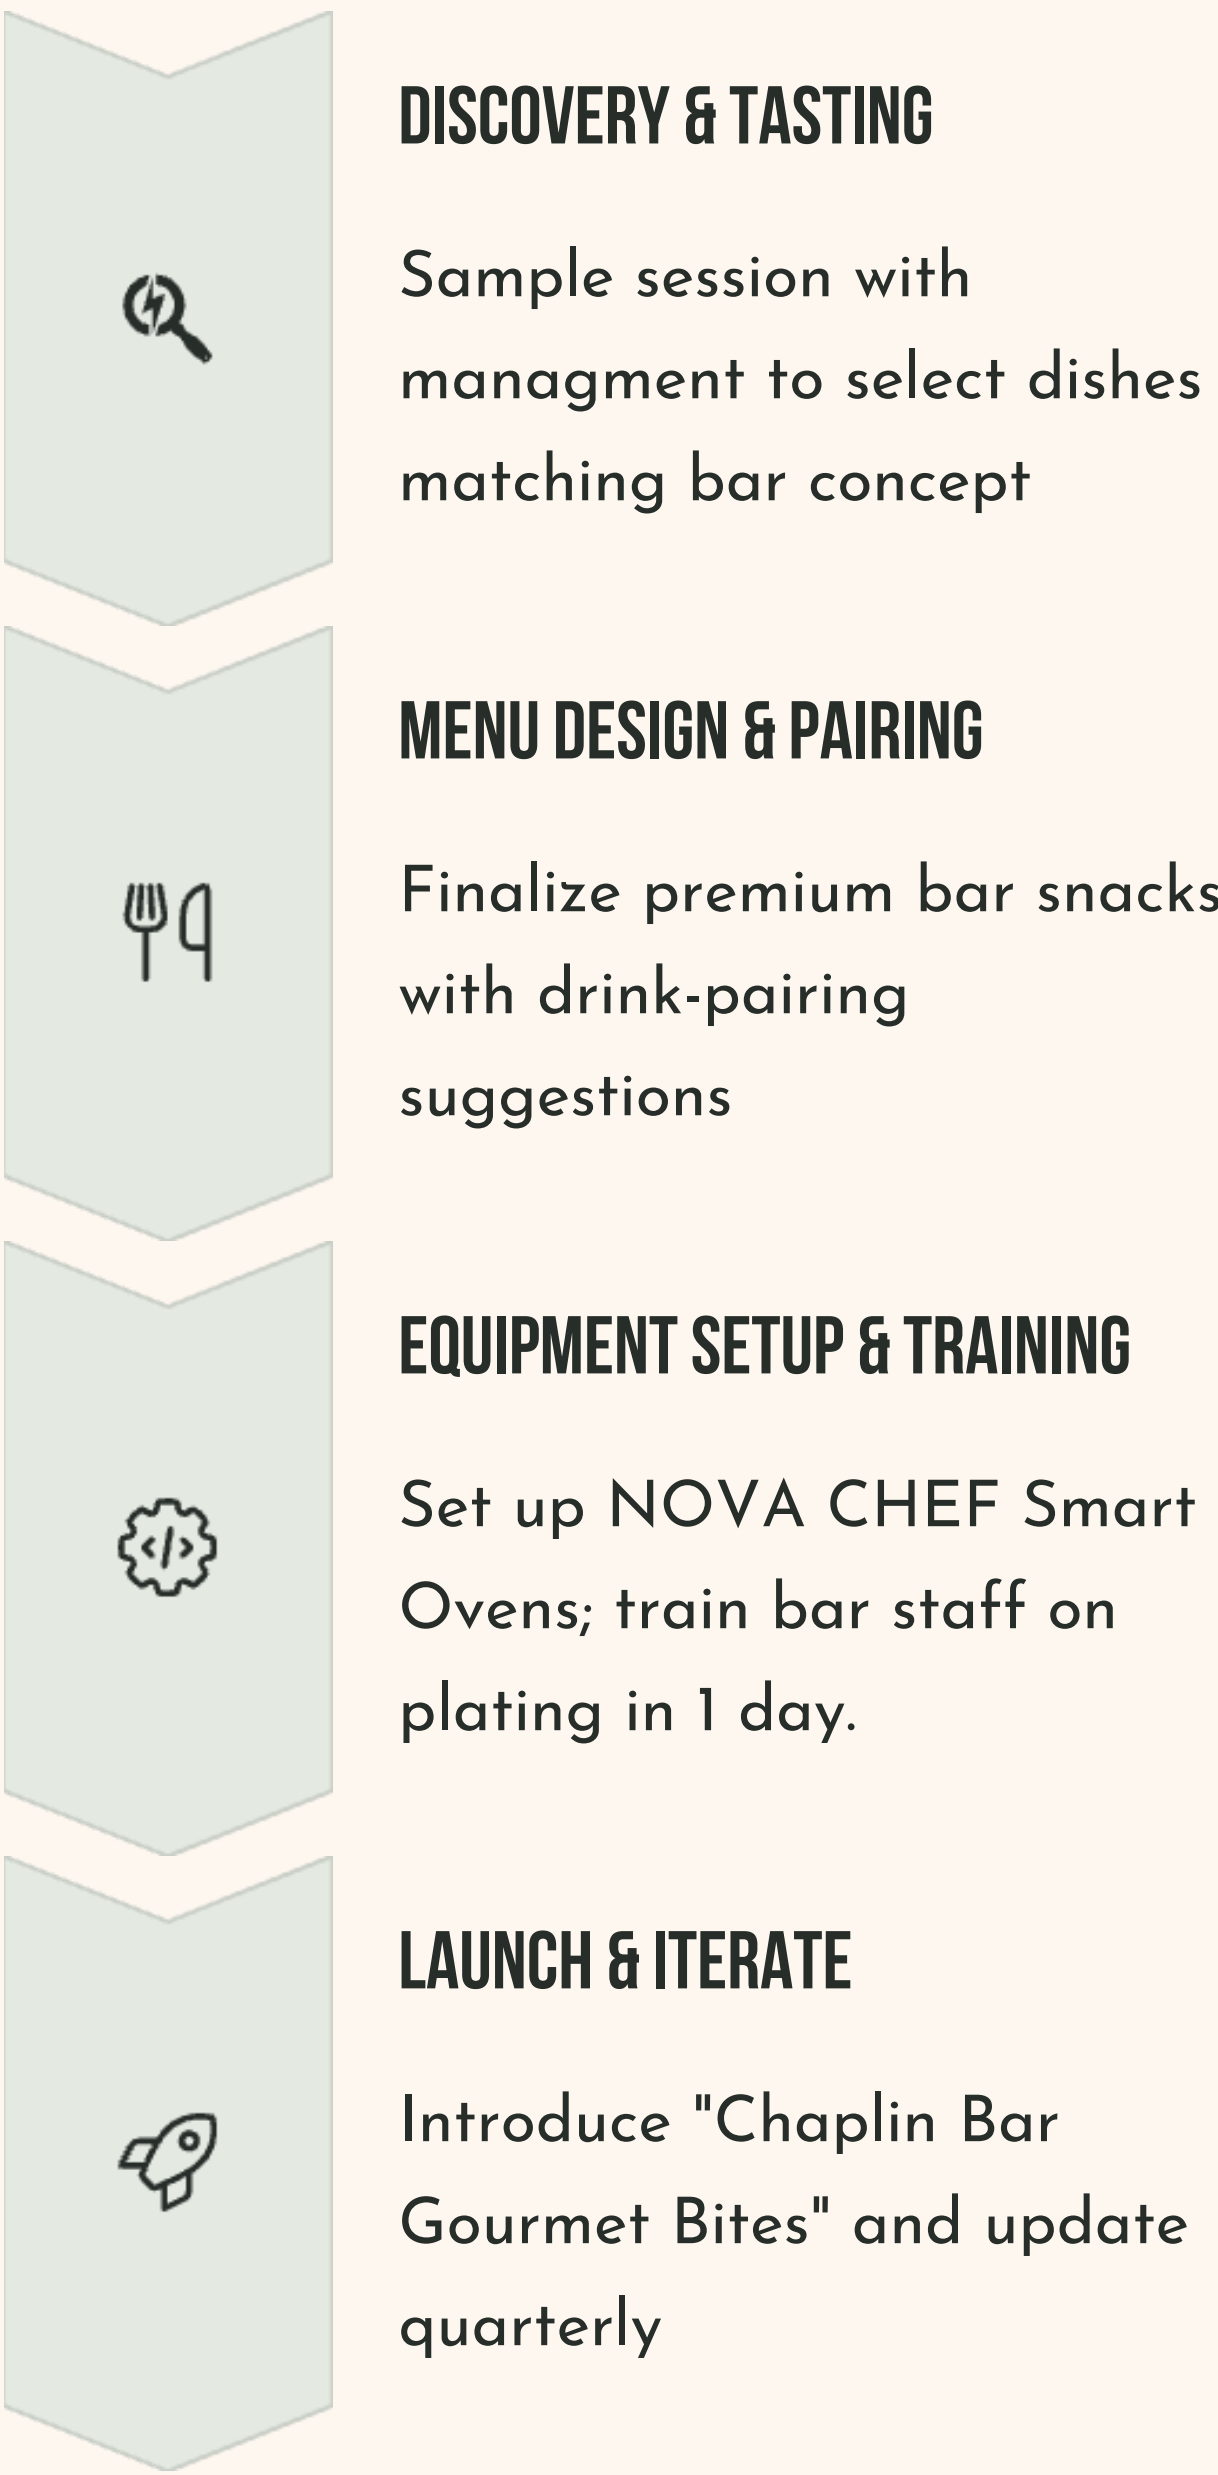 DISCOVERY & TASTING
Sample session with
managment to select dishes
matching bar concept
MENU DESIGN & PAIRING
Finalize premium bar snacks
with drink-pairing
suggestions
EQUIPMENT SETUP & TRAINING
Set up NOVA CHEF Smart
Ovens; train bar staff on
plating in 1 day.
LAUNCH & ITERATE
Introduce "Chaplin Bar
Gourmet Bites" and update
quarterly